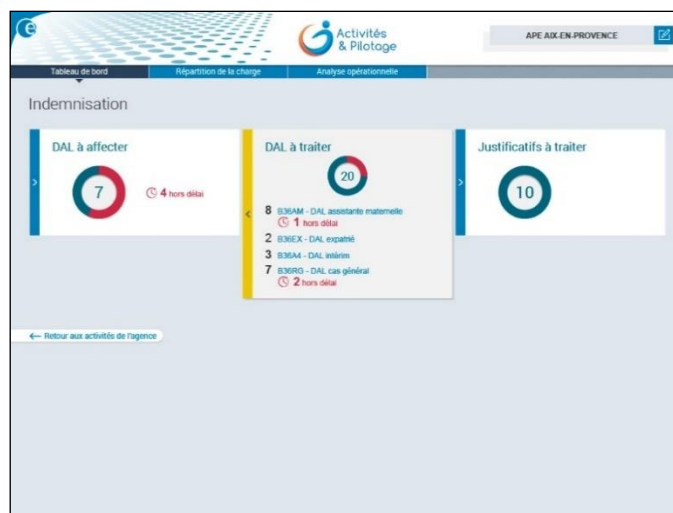 e
Activités
& Pilotage
APE AIX-EN-PROVENCE
Tableau de bord
Répartition de la charge
Analyse opérationnelle
Indemnisation
DAL à affecter
7
4 hors délai
DAL à traiter
20
8 B36AM - DAL assistante maternelle
1 hors délai
2 B36EX - DAL expatrié
3 B36A4 - DAL intérim
7 B36RG - DAL cas général
2 hors délai
Justificatifs à traiter
10
← Retour aux activités de l'agence